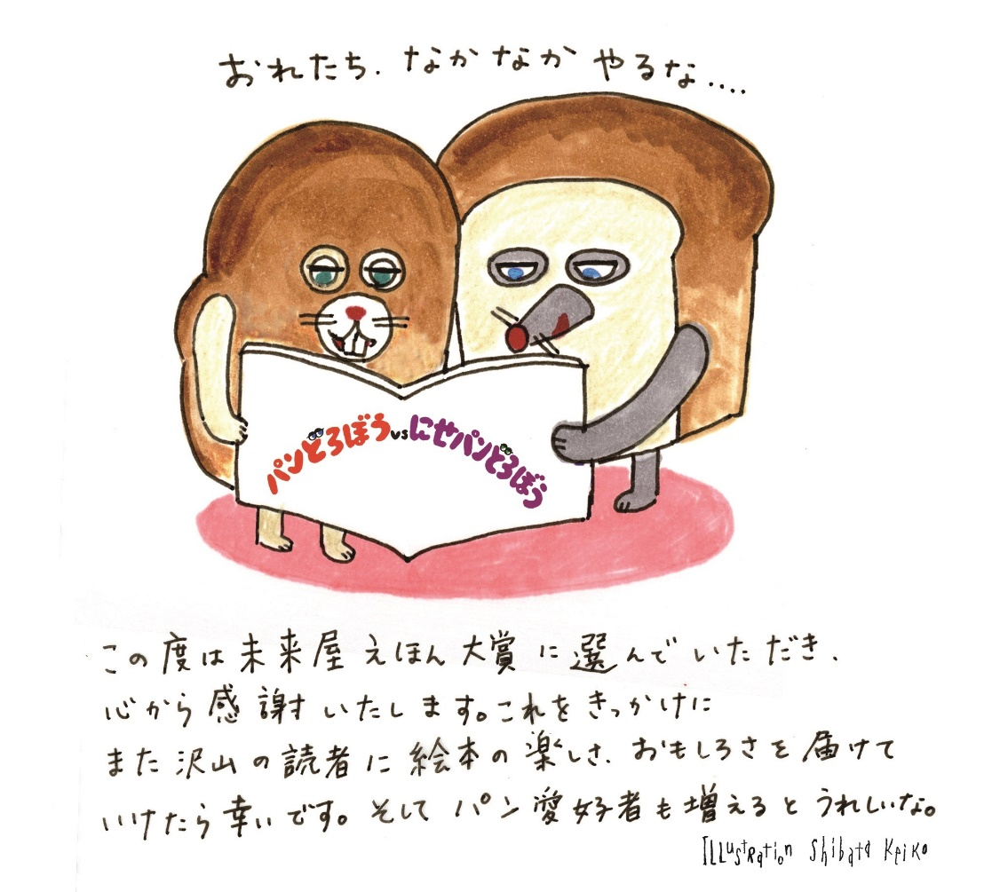 おれたち、なかなかやるな....
パンどろぼうvsにせパンどろぼう
この度は未来屋えほん大賞に選んでいただき、
心から感謝いたします。これをきっかけに
また沢山の読者に絵本の楽しさ、おもしろさを届けて
いけたら幸いです。そしてパン愛好者も増えるとうれしいな。
Illustration Shibata Keiko